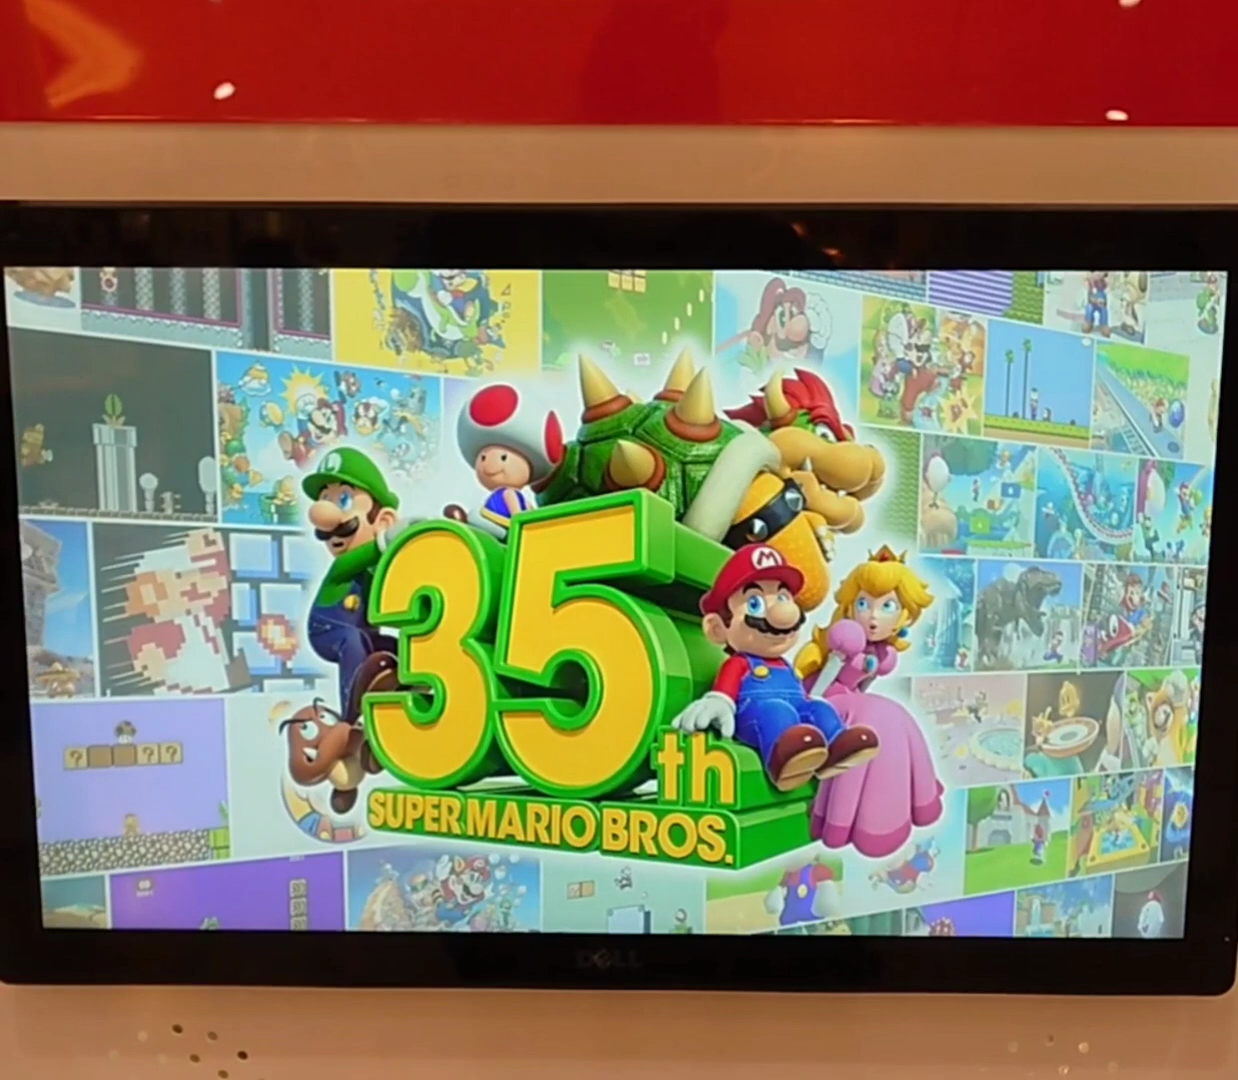 M
L
35th
SUPER MARIO BROS.
? ? ?
DELL